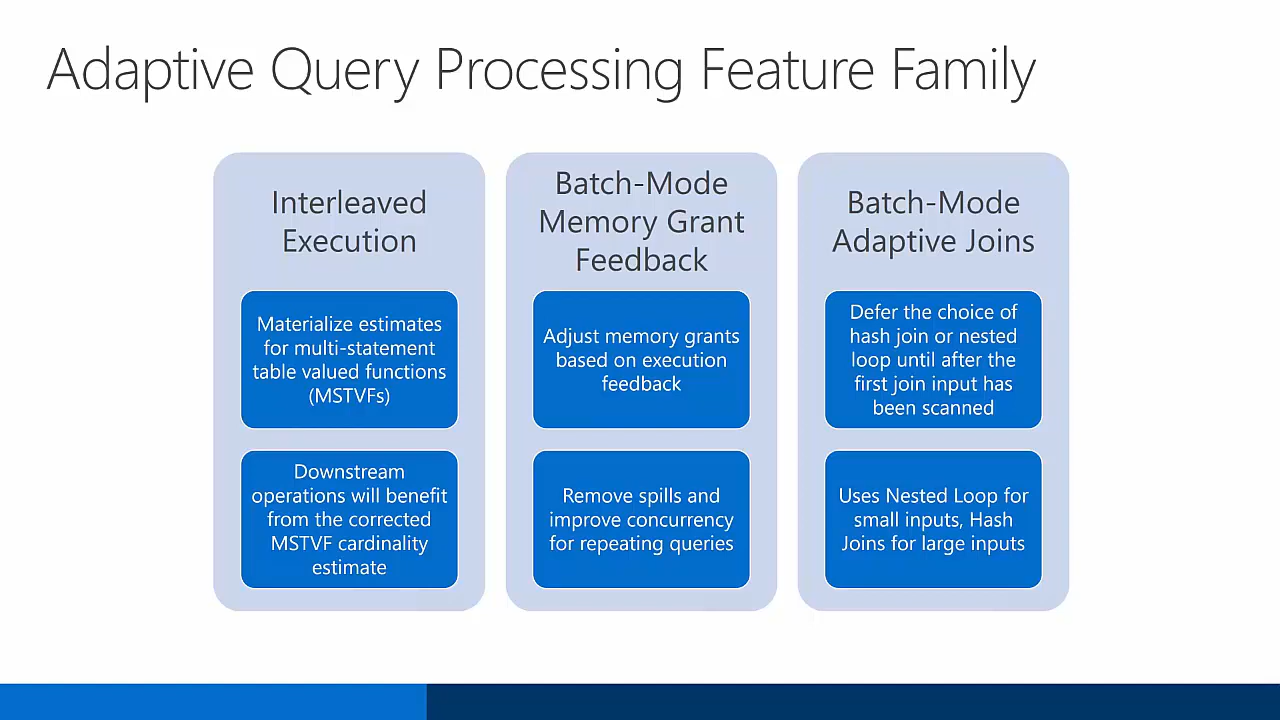 Adaptive Query Processing Feature Family
Interleaved
Execution
Materialize estimates
for multi-statement
table valued functions
(MSTVFs)
Downstream
operations will benefit
from the corrected
MSTVF cardinality
estimate
Batch-Mode
Memory Grant
Feedback
Adjust memory grants
based on execution
feedback
Remove spills and
improve concurrency
for repeating queries
Batch-Mode
Adaptive Joins
Defer the choice of
hash join or nested
loop until after the
first join input has
been scanned
Uses Nested Loop for
small inputs, Hash
Joins for large inputs